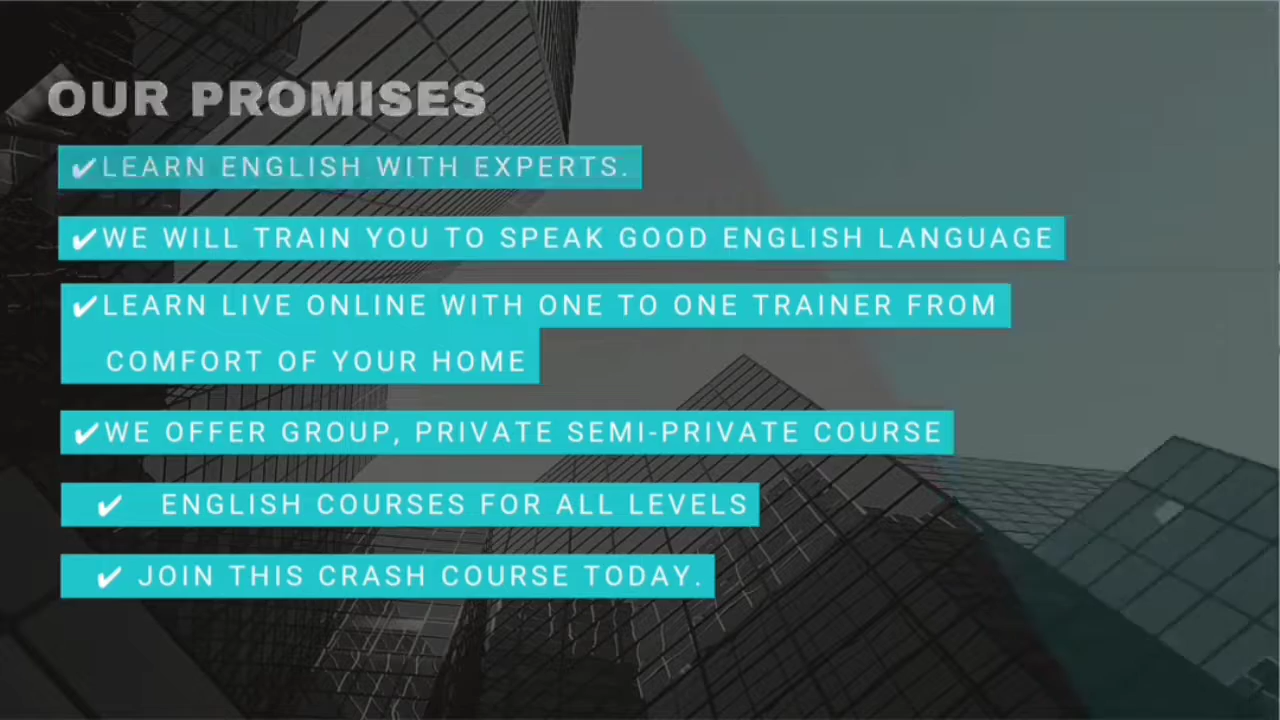 OUR PROMISES
✔LEARN ENGLISH WITH EXPERTS.
✔WE WILL TRAIN YOU TO SPEAK GOOD ENGLISH LANGUAGE
✔LEARN LIVE ONLINE WITH ONE TO ONE TRAINER FROM
COMFORT OF YOUR HOME
✔WE OFFER GROUP, PRIVATE SEMI-PRIVATE COURSE
✔ ENGLISH COURSES FOR ALL LEVELS
✔ JOIN THIS CRASH COURSE TODAY.